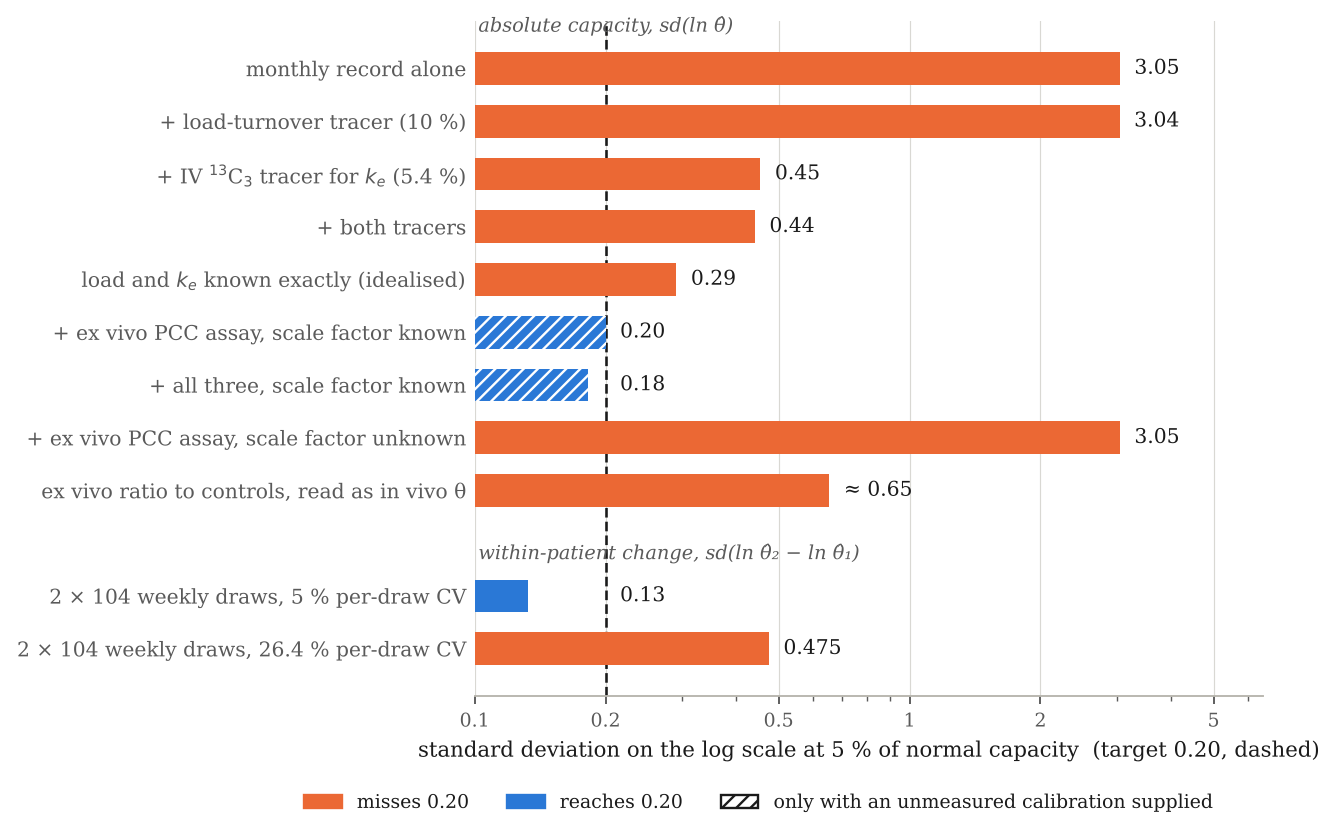 absolute capacity, sd(ln θ̂)
monthly record alone 3.05
+ load-turnover tracer (10 %) 3.04
+ IV ¹³C₃ tracer for kₑ (5.4 %) 0.45
+ both tracers 0.44
load and kₑ known exactly (idealised) 0.29
+ ex vivo PCC assay, scale factor known 0.20
+ all three, scale factor known 0.18
+ ex vivo PCC assay, scale factor unknown 3.05
ex vivo ratio to controls, read as in vivo θ ≈ 0.65
within-patient change, sd(ln θ̂₂ − ln θ̂₁)
2 × 104 weekly draws, 5 % per-draw CV 0.13
2 × 104 weekly draws, 26.4 % per-draw CV 0.475
0.1 0.2 0.5 1 2 5
standard deviation on the log scale at 5 % of normal capacity (target 0.20, dashed)
misses 0.20 reaches 0.20 only with an unmeasured calibration supplied